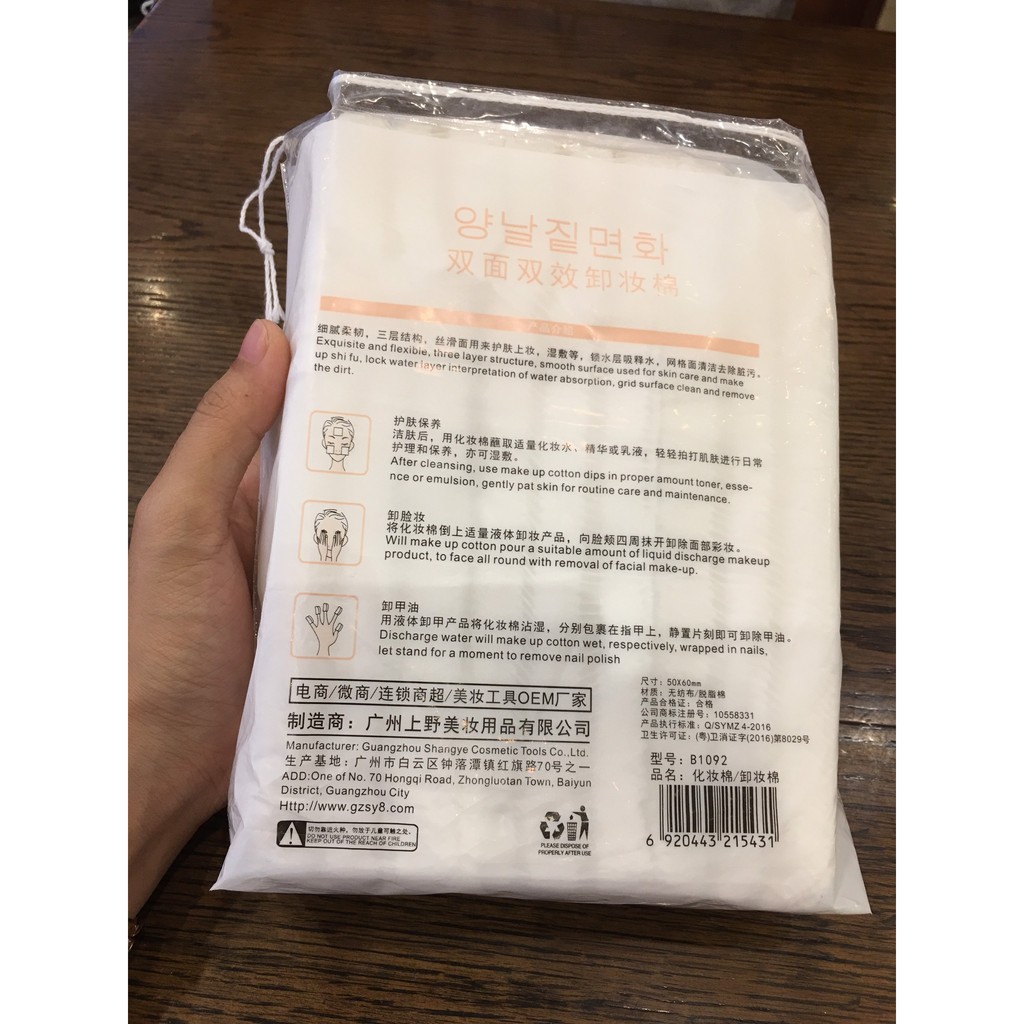 양날짙면화
双面双效卸妆棉
产品介绍
细腻柔韧，三层结构，丝滑面用来护肤上妆，湿敷等，锁水层吸释水，网格面清洁去除脏污。
Exquisite and flexible, three layer structure, smooth surface used for skin care and make
up shi fu, lock water layer interpretation of water absorption, grid surface clean and remove
the dirt.
护肤保养
洁肤后，用化妆棉蘸取适量化妆水、精华或乳液，轻轻拍打肌肤进行日常
护理和保养，亦可湿敷。
After cleansing, use make up cotton dips in proper amount toner, esse-
nce or emulsion, gently pat skin for routine care and maintenance.
卸脸妆
将化妆棉倒上适量液体卸妆产品，向脸颊四周抹开卸除面部彩妆。
Will make up cotton pour a suitable amount of liquid discharge makeup
product, to face all round with removal of facial make-up.
卸甲油
用液体卸甲产品将化妆棉沾湿，分别包裹在指甲上，静置片刻即可卸除甲油。
Discharge water will make up cotton wet, respectively, wrapped in nails,
let stand for a moment to remove nail polish
电商/微商/连锁商超/美妆工具OEM厂家
制造商：广州上野美妆用品有限公司
Manufacturer: Guangzhou Shangye Cosmetic Tools Co.,Ltd.
生产基地：广州市白云区钟落潭镇红旗路70号之一
ADD:One of No. 70 Hongqi Road, Zhongluotan Town, Baiyun
District, Guangzhou City
Http://www.gzsy8.com
切勿靠近火种，勿放于儿童可触之处。
DO NOT USE PRODUCT NEAR FIRE
KEEP OUT OF THE REACH OF CHILDREN
PLEASE DISPOSE OF
PROPERLY AFTER USE
尺寸：50X60mm
材质：无纺布/脱脂棉
产品合格证：合格
公司商标注册号：10558331
产品执行标准：Q/SYMZ 4-2016
卫生许可证：(粤)卫消证字(2016)第8029号
型号：B1092
品名：化妆棉/卸妆棉
6 920443 215431